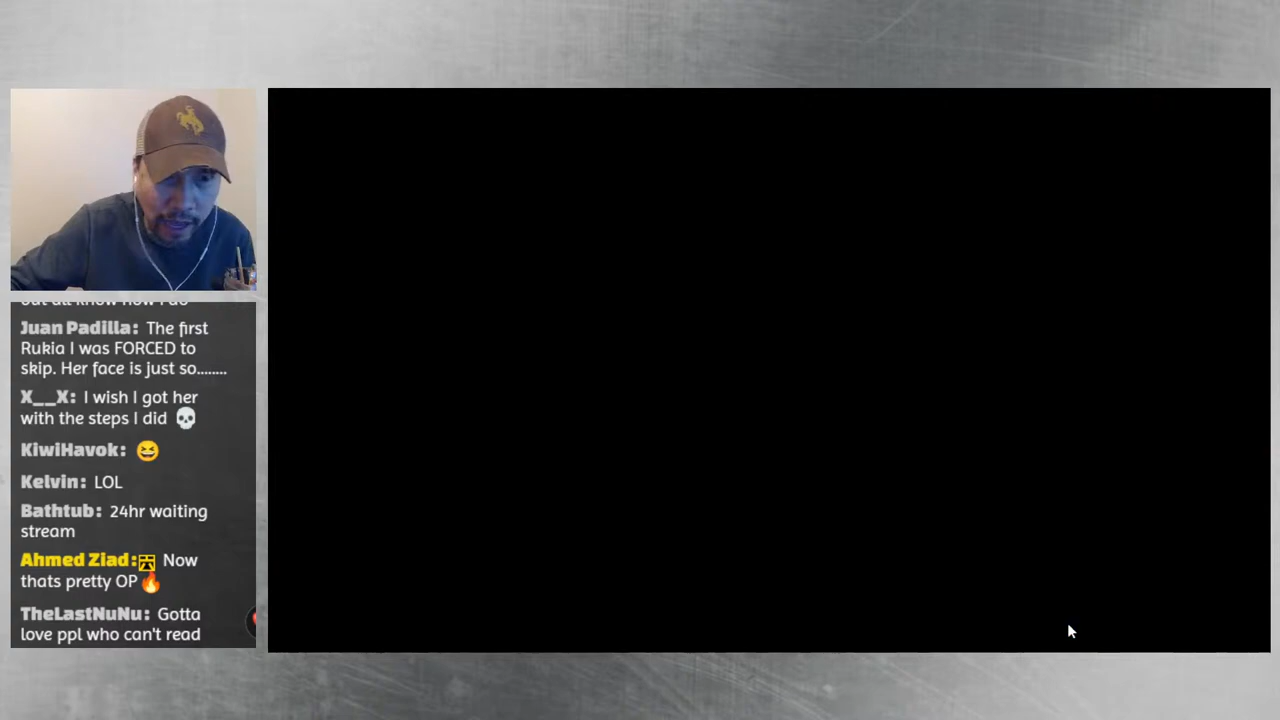 Juan Padilla: The first
Rukia I was FORCED to
skip. Her face is just so........
X__X: I wish I got her
with the steps I did 💀
KiwiHavok: 😆
Kelvin: LOL
Bathtub: 24hr waiting
stream
Ahmed Ziad: Now
thats pretty OP🔥
TheLastNuNu: Gotta
love ppl who can't read